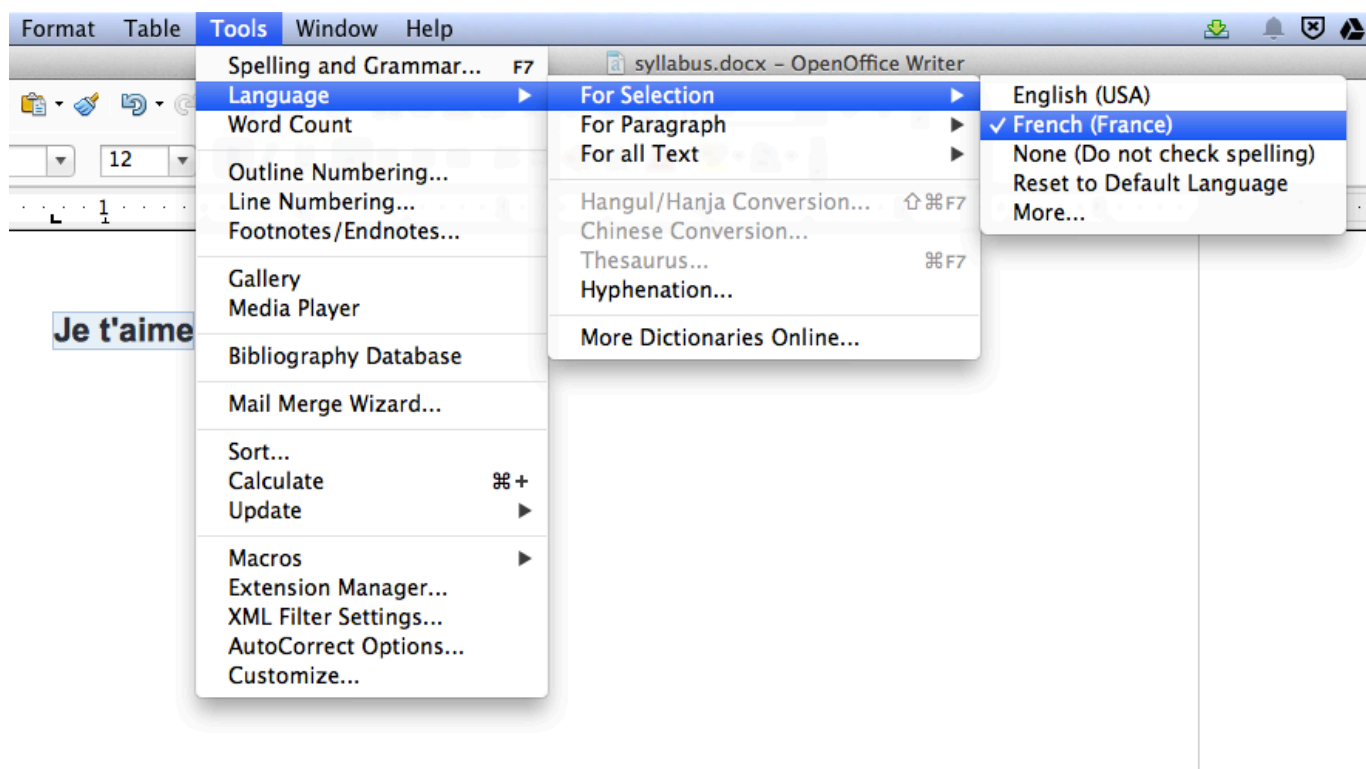 Format Table Tools Window Help
syllabus.docx – OpenOffice Writer
12
1
Je t'aime
Spelling and Grammar... F7
Language
Word Count
Outline Numbering...
Line Numbering...
Footnotes/Endnotes...
Gallery
Media Player
Bibliography Database
Mail Merge Wizard...
Sort...
Calculate ⌘+
Update
Macros
Extension Manager...
XML Filter Settings...
AutoCorrect Options...
Customize...
For Selection
For Paragraph
For all Text
Hangul/Hanja Conversion... ⇧⌘F7
Chinese Conversion...
Thesaurus... ⌘F7
Hyphenation...
More Dictionaries Online...
English (USA)
✓ French (France)
None (Do not check spelling)
Reset to Default Language
More...